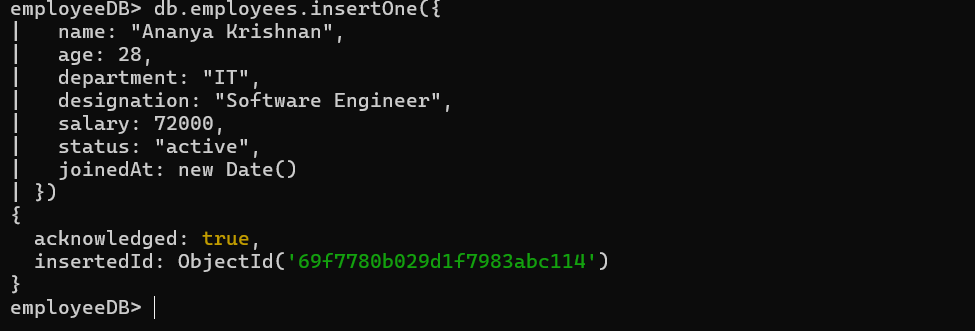 employeeDB> db.employees.insertOne({
|   name: "Ananya Krishnan",
|   age: 28,
|   department: "IT",
|   designation: "Software Engineer",
|   salary: 72000,
|   status: "active",
|   joinedAt: new Date()
| })
{
  acknowledged: true,
  insertedId: ObjectId('69f7780b029d1f7983abc114')
}
employeeDB>